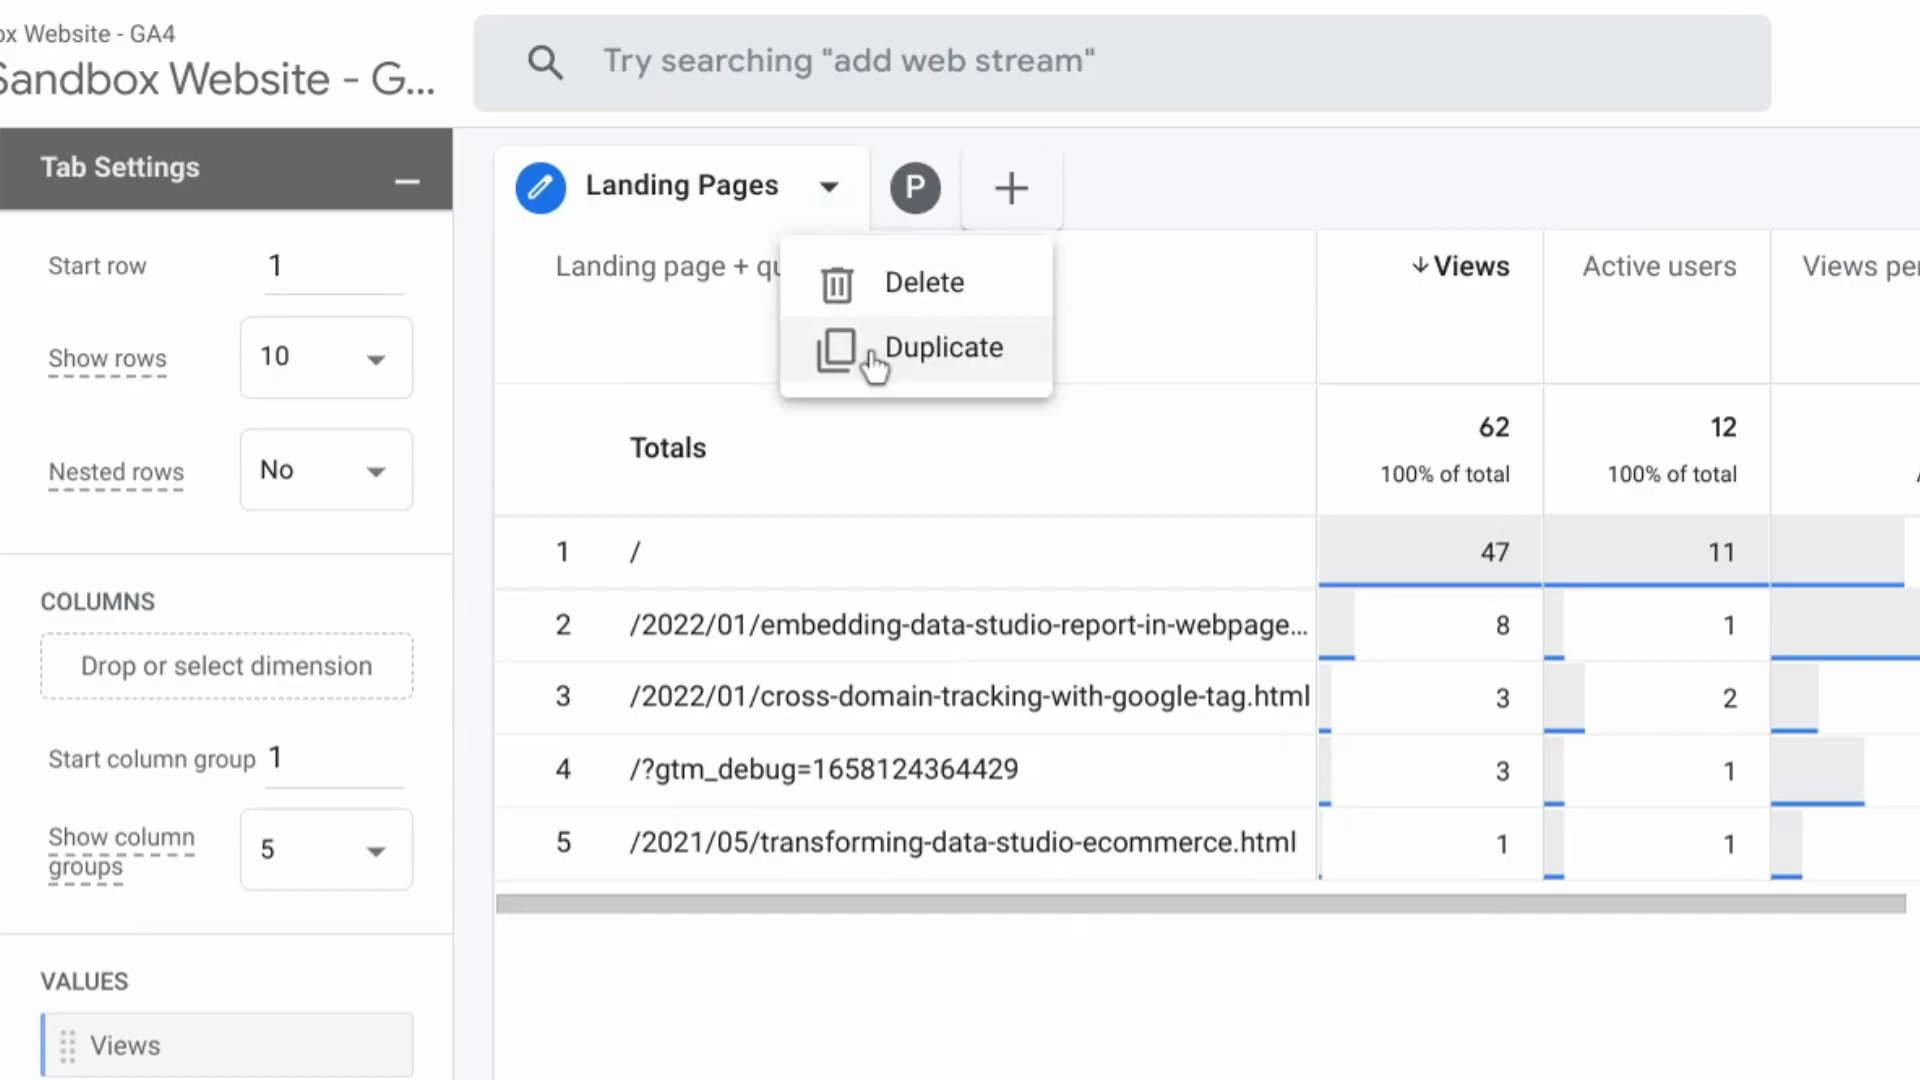 ox Website - GA4
Sandbox Website - G...
Try searching "add web stream"
Tab Settings
Start row 1
Show rows 10
Nested rows No
COLUMNS
Drop or select dimension
Start column group 1
Show column groups 5
VALUES
Views
Landing Pages
P
Delete
Duplicate
Landing page + qu
Views
Active users
Views per
Totals
62
100% of total
12
100% of total
1 / 47 11
2 /2022/01/embedding-data-studio-report-in-webpage... 8 1
3 /2022/01/cross-domain-tracking-with-google-tag.html 3 2
4 /?gtm_debug=1658124364429 3 1
5 /2021/05/transforming-data-studio-ecommerce.html 1 1